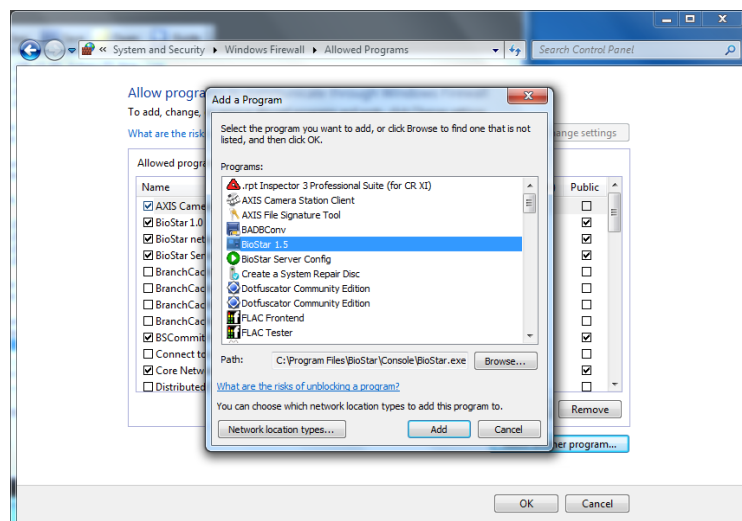 System and Security ▸ Windows Firewall ▸ Allowed Programs
Search Control Panel
Allow progra
To add, change,
What are the risk
ange settings
Allowed progra
Name
Public
AXIS Came
BioStar 1.0
BioStar net
BioStar Ser
BranchCac
BranchCac
BranchCac
BranchCac
BSCommit
Connect to
Core Netw
Distributed
Remove
her program...
OK
Cancel
Add a Program
Select the program you want to add, or click Browse to find one that is not
listed, and then click OK.
Programs:
.rpt Inspector 3 Professional Suite (for CR XI)
AXIS Camera Station Client
AXIS File Signature Tool
BADBConv
BioStar 1.5
BioStar Server Config
Create a System Repair Disc
Dotfuscator Community Edition
Dotfuscator Community Edition
FLAC Frontend
FLAC Tester
Path:
C:\Program Files\BioStar\Console\BioStar.exe
Browse...
What are the risks of unblocking a program?
You can choose which network location types to add this program to.
Network location types...
Add
Cancel